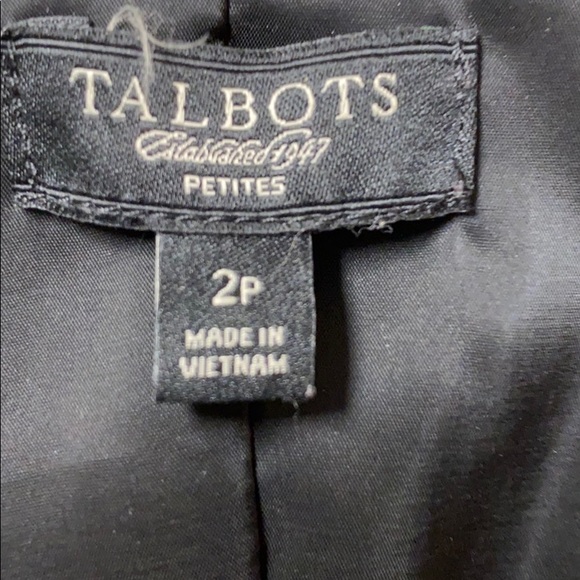 TALBOTS
Established 1947
PETITES
2P
MADE IN
VIETNAM